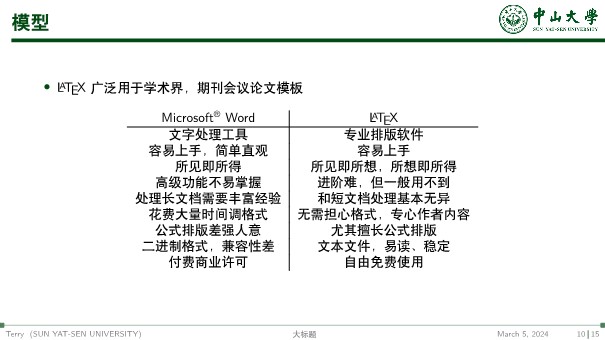 模型
中山大學
SUN YAT-SEN UNIVERSITY
• LATEX 广泛用于学术界，期刊会议论文模板
Microsoft® Word LATEX
文字处理工具 专业排版软件
容易上手，简单直观 容易上手
所见即所得 所见即所想，所想即所得
高级功能不易掌握 进阶难，但一般用不到
处理长文档需要丰富经验 和短文档处理基本无异
花费大量时间调格式 无需担心格式，专心作者内容
公式排版差强人意 尤其擅长公式排版
二进制格式，兼容性差 文本文件，易读、稳定
付费商业许可 自由免费使用
Terry (SUN YAT-SEN UNIVERSITY) 大标题 March 5, 2024 10 | 15